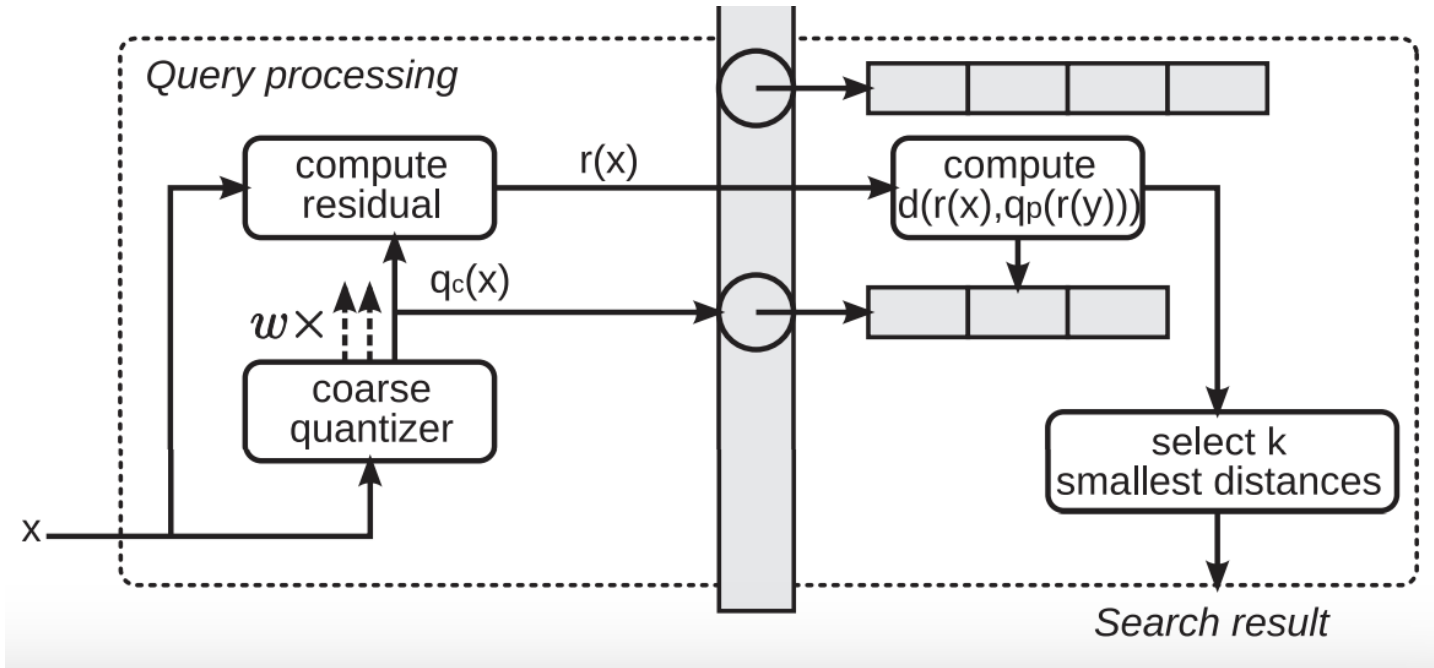 Query processing
compute
residual
r(x)
compute
d(r(x),qp(r(y)))
qc(x)
w×
coarse
quantizer
select k
smallest distances
x
Search result